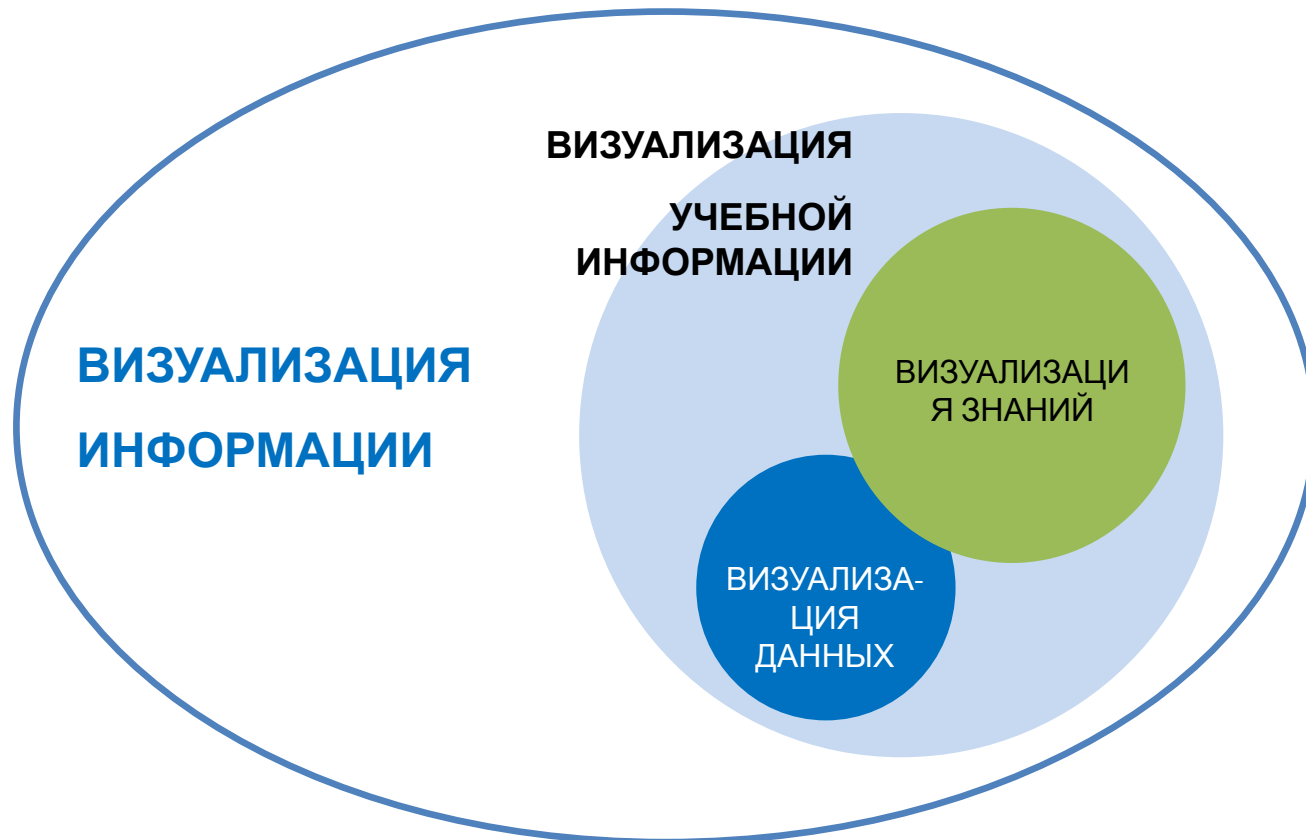 ВИЗУАЛИЗАЦИЯ
УЧЕБНОЙ
ИНФОРМАЦИИ
ВИЗУАЛИЗАЦИЯ
ИНФОРМАЦИИ
ВИЗУАЛИЗАЦИ
Я ЗНАНИЙ
ВИЗУАЛИЗА-
ЦИЯ
ДАННЫХ